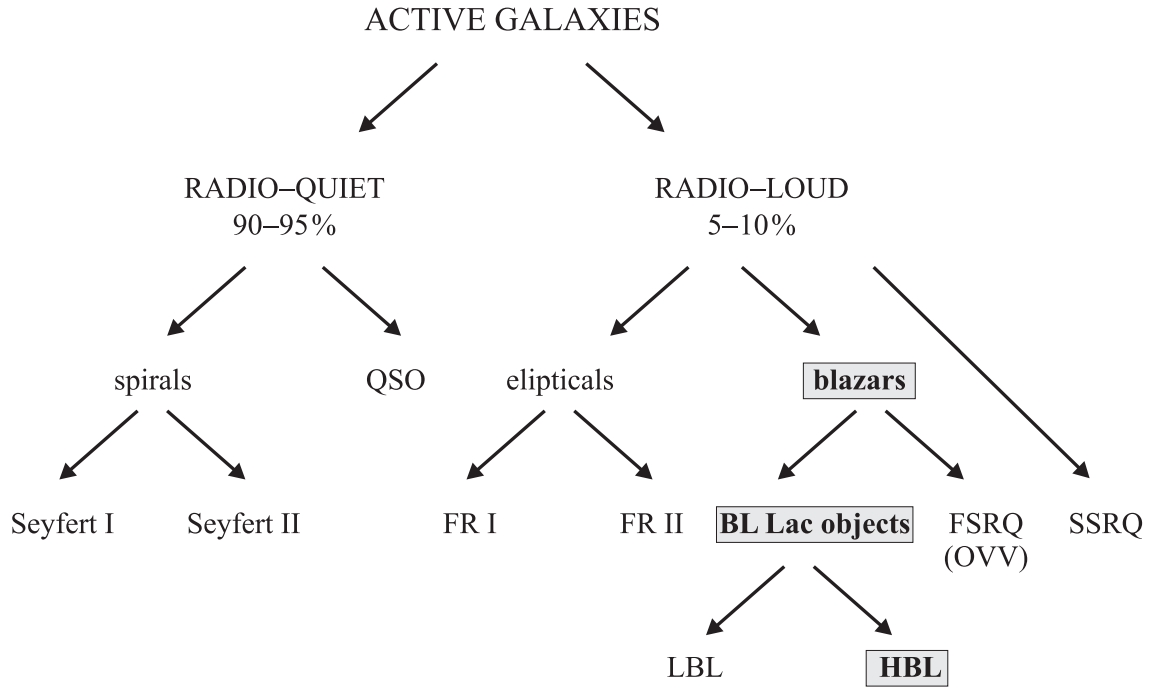 ACTIVE GALAXIES
RADIO–QUIET
90–95%
RADIO–LOUD
5–10%
spirals
QSO
elipticals
blazars
Seyfert I
Seyfert II
FR I
FR II
BL Lac objects
FSRQ
(OVV)
SSRQ
LBL
HBL